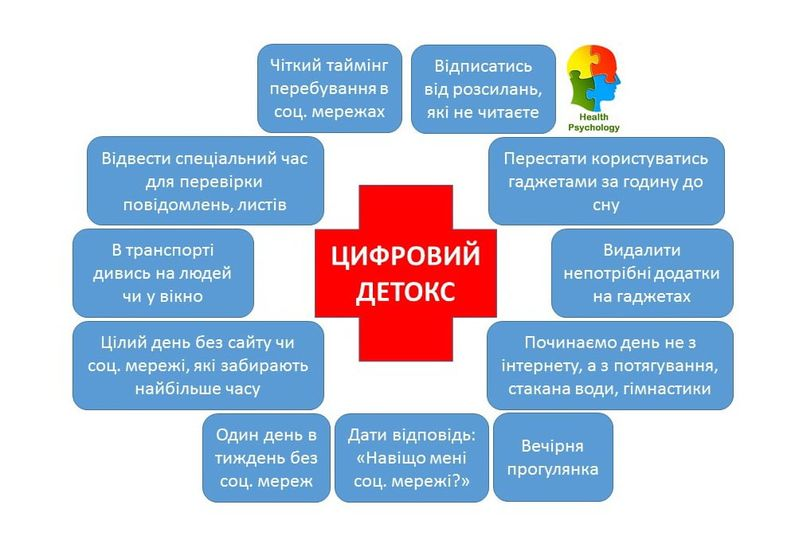 Чіткий таймінг
перебування в
соц. мережах
Відписатись
від розсилань,
які не читаєте
Health
Psychology
Відвести спеціальний час
для перевірки
повідомлень, листів
Перестати користуватись
гаджетами за годину до
сну
ЦИФРОВИЙ
ДЕТОКС
В транспорті
дивись на людей
чи у вікно
Видалити
непотрібні додатки
на гаджетах
Цілий день без сайту чи
соц. мережі, які забирають
найбільше часу
Починаємо день не з
інтернету, а з потягування,
стакана води, гімнастики
Один день в
тиждень без
соц. мереж
Дати відповідь:
«Навіщо мені
соц. мережі?»
Вечірня
прогулянка